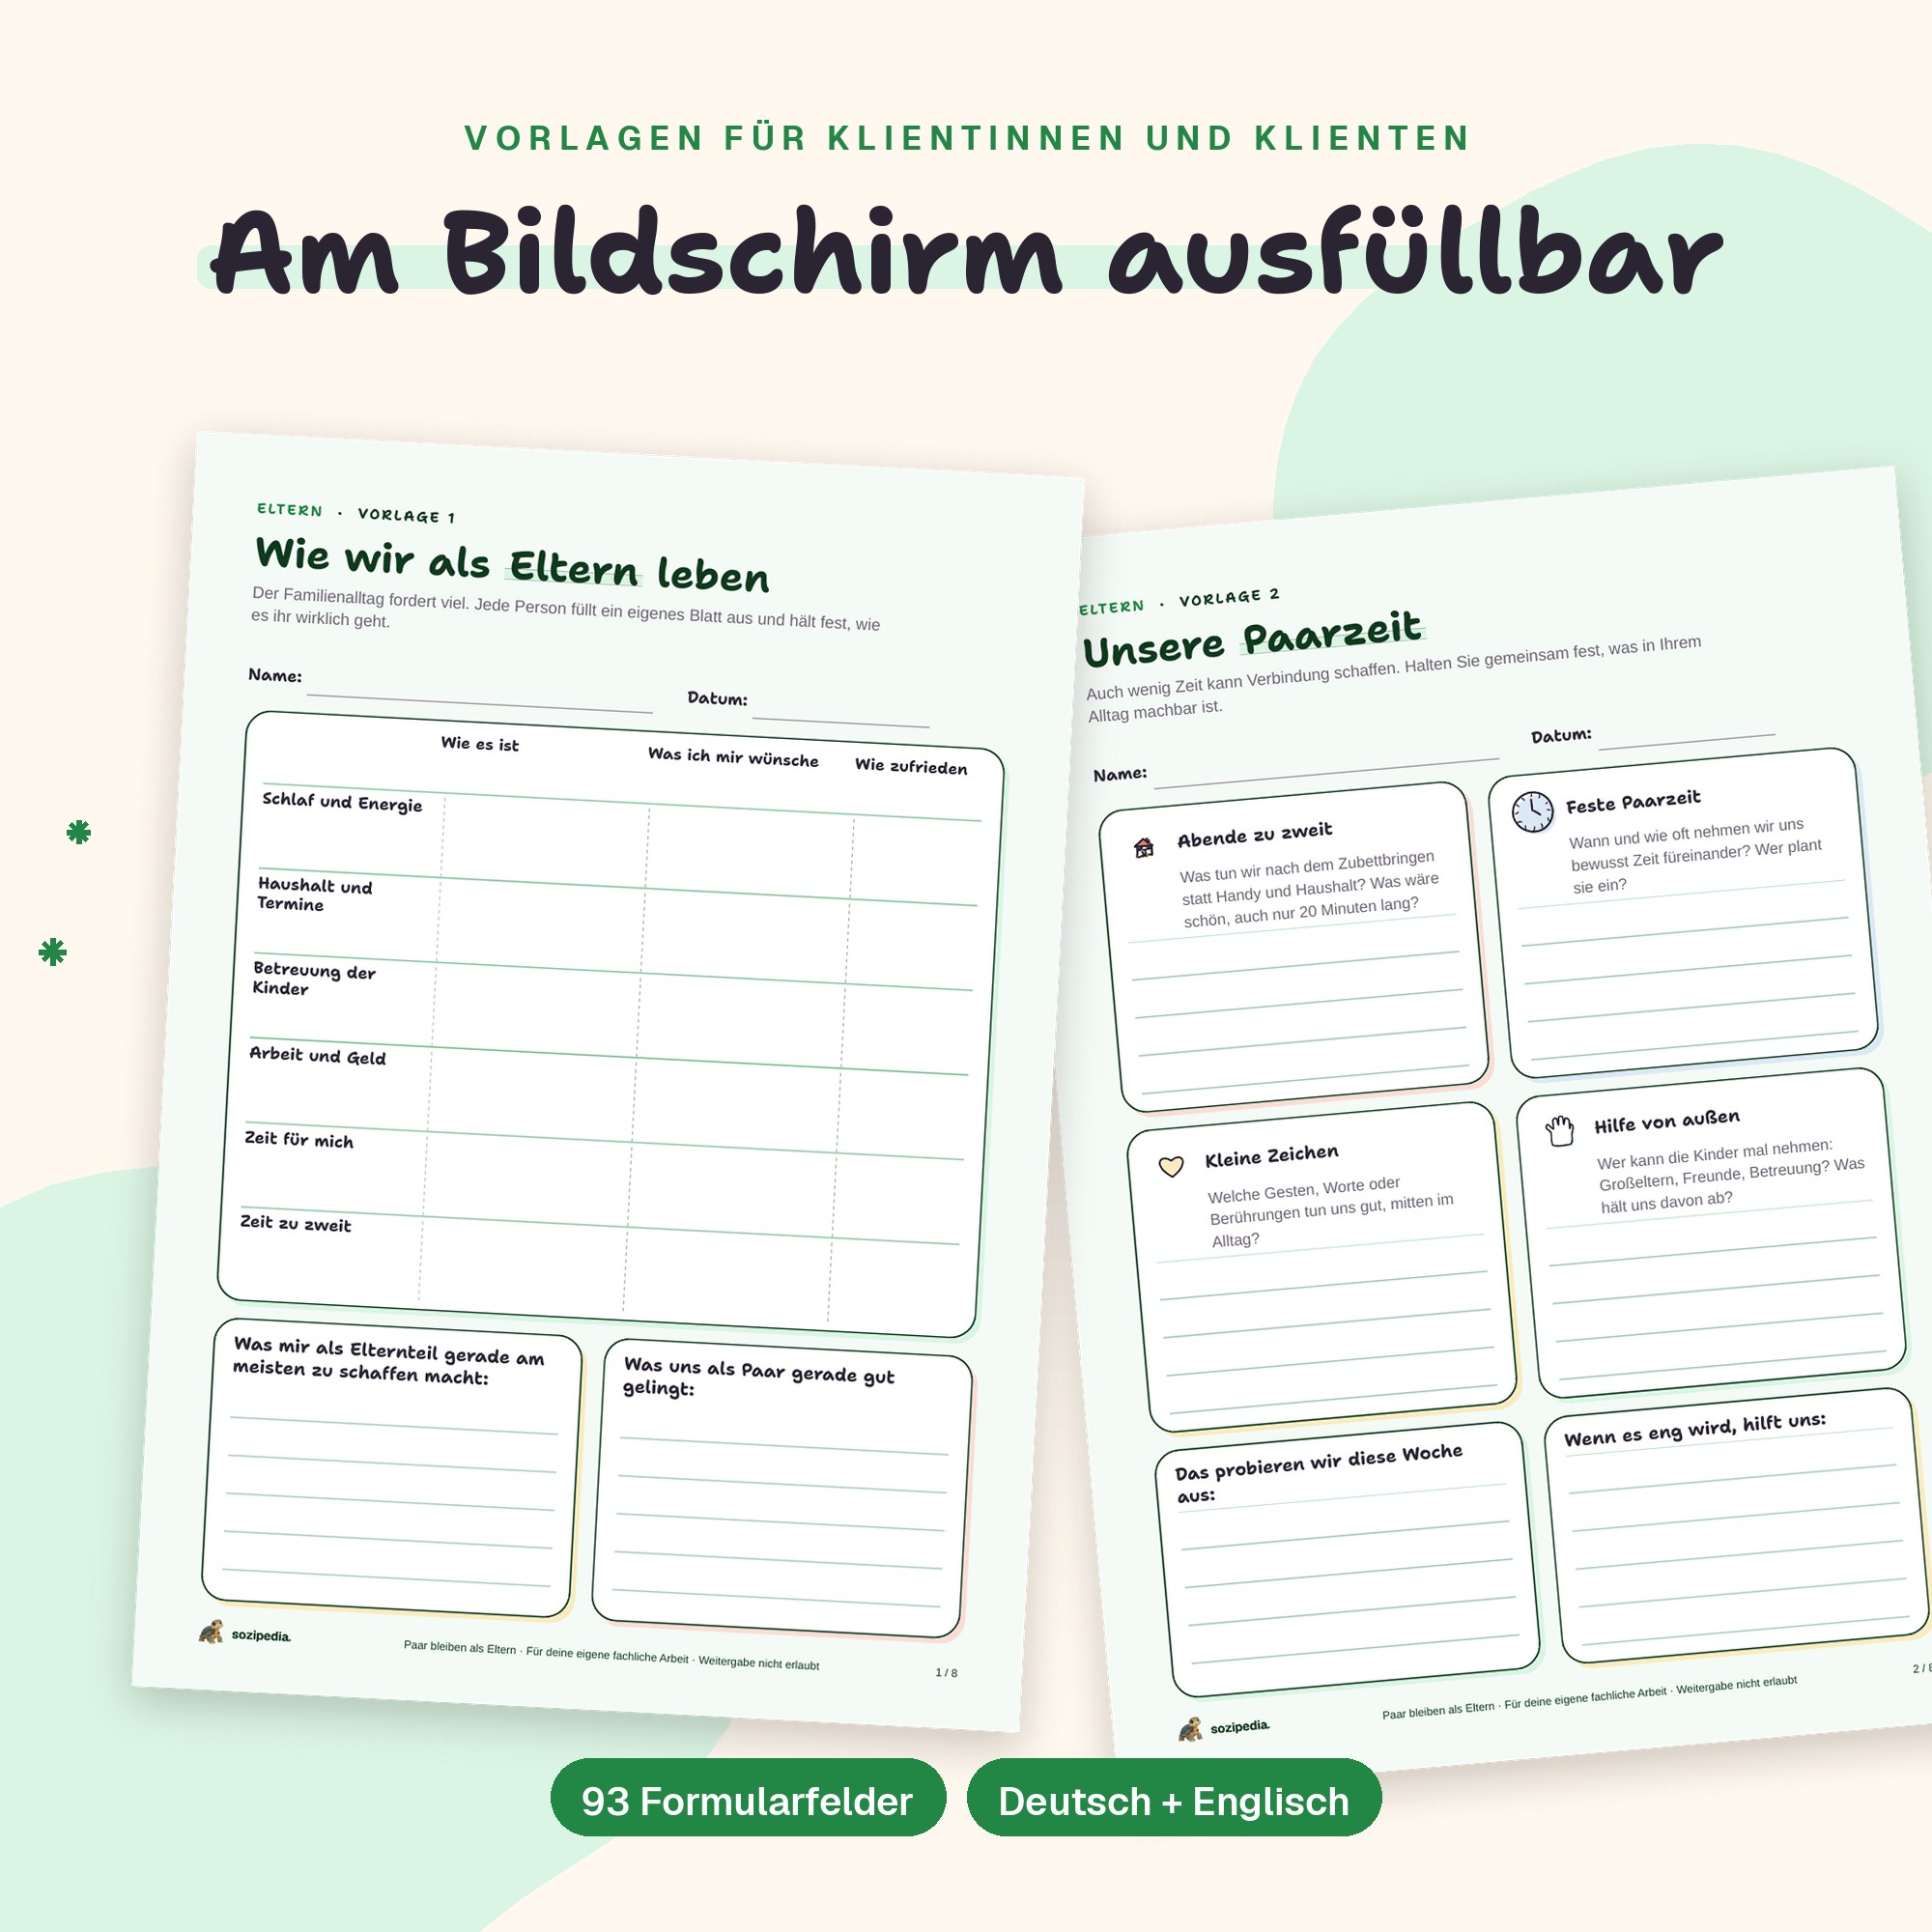 VORLAGEN FÜR KLIENTINNEN UND KLIENTEN
Am Bildschirm ausfüllbar
ELTERN · VORLAGE 1
Wie wir als Eltern leben
Der Familienalltag fordert viel. Jede Person füllt ein eigenes Blatt aus und hält fest, wie
es ihr wirklich geht.
Name:
Datum:
Wie es ist
Was ich mir wünsche
Wie zufrieden
Schlaf und Energie
Haushalt und
Termine
Betreuung der
Kinder
Arbeit und Geld
Zeit für mich
Zeit zu zweit
Was mir als Elternteil gerade am
meisten zu schaffen macht:
Was uns als Paar gerade gut
gelingt:
sozipedia.
Paar bleiben als Eltern · Für deine eigene fachliche Arbeit · Weitergabe nicht erlaubt
1 / 8
ELTERN · VORLAGE 2
Unsere Paarzeit
Auch wenig Zeit kann Verbindung schaffen. Halten Sie gemeinsam fest, was in Ihrem
Alltag machbar ist.
Name:
Datum:
Abende zu zweit
Was tun wir nach dem Zubettbringen
statt Handy und Haushalt? Was wäre
schön, auch nur 20 Minuten lang?
Feste Paarzeit
Wann und wie oft nehmen wir uns
bewusst Zeit füreinander? Wer plant
sie ein?
Kleine Zeichen
Welche Gesten, Worte oder
Berührungen tun uns gut, mitten im
Alltag?
Hilfe von außen
Wer kann die Kinder mal nehmen:
Großeltern, Freunde, Betreuung? Was
hält uns davon ab?
Das probieren wir diese Woche
aus:
Wenn es eng wird, hilft uns:
sozipedia.
Paar bleiben als Eltern · Für deine eigene fachliche Arbeit · Weitergabe nicht erlaubt
2 / 8
93 Formularfelder
Deutsch + Englisch